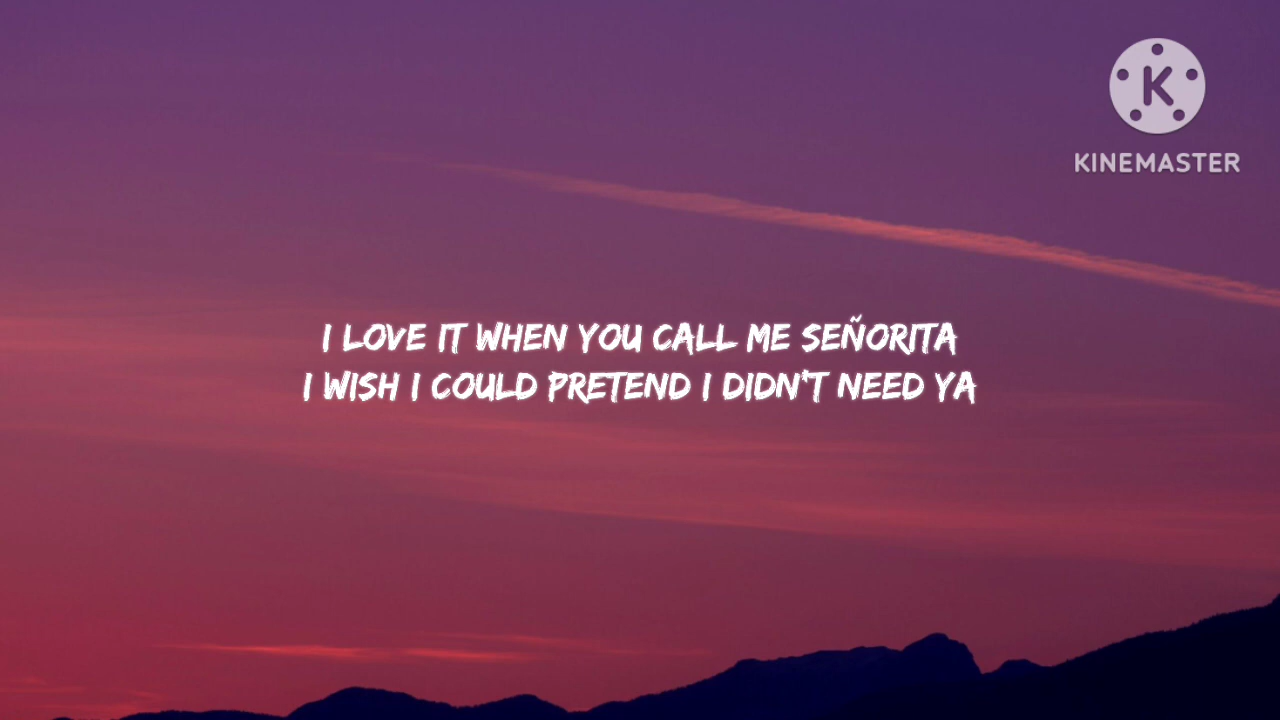 K
KINEMASTER
I LOVE IT WHEN YOU CALL ME SEÑORITA
I WISH I COULD PRETEND I DIDN'T NEED YA